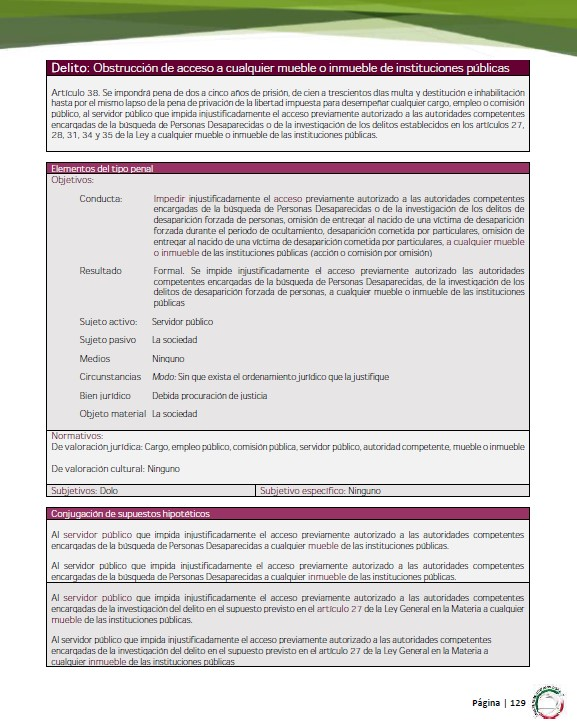 Delito: Obstrucción de acceso a cualquier mueble o inmueble de instituciones públicas
Artículo 38. Se impondrá pena de dos a cinco años de prisión, de cien a trescientos días multa y destitución e inhabilitación
hasta por el mismo lapso de la pena de privación de la libertad impuesta para desempeñar cualquier cargo, empleo o comisión
público, al servidor público que impida injustificadamente el acceso previamente autorizado a las autoridades competentes
encargadas de la búsqueda de Personas Desaparecidas o de la investigación de los delitos establecidos en los artículos 27,
28, 31, 34 y 35 de la Ley a cualquier mueble o inmueble de las instituciones públicas.
Elementos del tipo penal
Objetivos:
Conducta: Impedir injustificadamente el acceso previamente autorizado a las autoridades competentes
encargadas de la búsqueda de Personas Desaparecidas o de la investigación de los delitos de
desaparición forzada de personas, omisión de entregar al nacido de una víctima de desaparición
forzada durante el periodo de ocultamiento, desaparición cometida por particulares, omisión de
entregar al nacido de una víctima de desaparición cometida por particulares, a cualquier mueble
o inmueble de las instituciones públicas (acción o comisión por omisión)
Resultado Formal. Se impide injustificadamente el acceso previamente autorizado las autoridades
competentes encargadas de la búsqueda de Personas Desaparecidas, de la investigación de los
delitos de desaparición forzada de personas, a cualquier mueble o inmueble de las instituciones
públicas
Sujeto activo: Servidor público
Sujeto pasivo La sociedad
Medios Ninguno
Circunstancias Modo: Sin que exista el ordenamiento jurídico que la justifique
Bien jurídico Debida procuración de justicia
Objeto material La sociedad
Normativos:
De valoración jurídica: Cargo, empleo público, comisión pública, servidor público, autoridad competente, mueble o inmueble
De valoración cultural: Ninguno
Subjetivos: Dolo Subjetivo específico: Ninguno
Conjugación de supuestos hipotéticos
Al servidor público que impida injustificadamente el acceso previamente autorizado a las autoridades competentes
encargadas de la búsqueda de Personas Desaparecidas a cualquier mueble de las instituciones públicas.
Al servidor público que impida injustificadamente el acceso previamente autorizado a las autoridades competentes
encargadas de la búsqueda de Personas Desaparecidas a cualquier inmueble de las instituciones públicas.
Al servidor público que impida injustificadamente el acceso previamente autorizado a las autoridades competentes
encargadas de la investigación del delito en el supuesto previsto en el artículo 27 de la Ley General en la Materia a cualquier
mueble de las instituciones públicas.
Al servidor público que impida injustificadamente el acceso previamente autorizado a las autoridades competentes
encargadas de la investigación del delito en el supuesto previsto en el artículo 27 de la Ley General en la Materia a
cualquier inmueble de las instituciones públicas
Página | 129